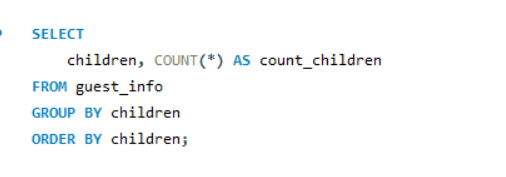 SELECT
children, COUNT(*) AS count_children
FROM guest_info
GROUP BY children
ORDER BY children;